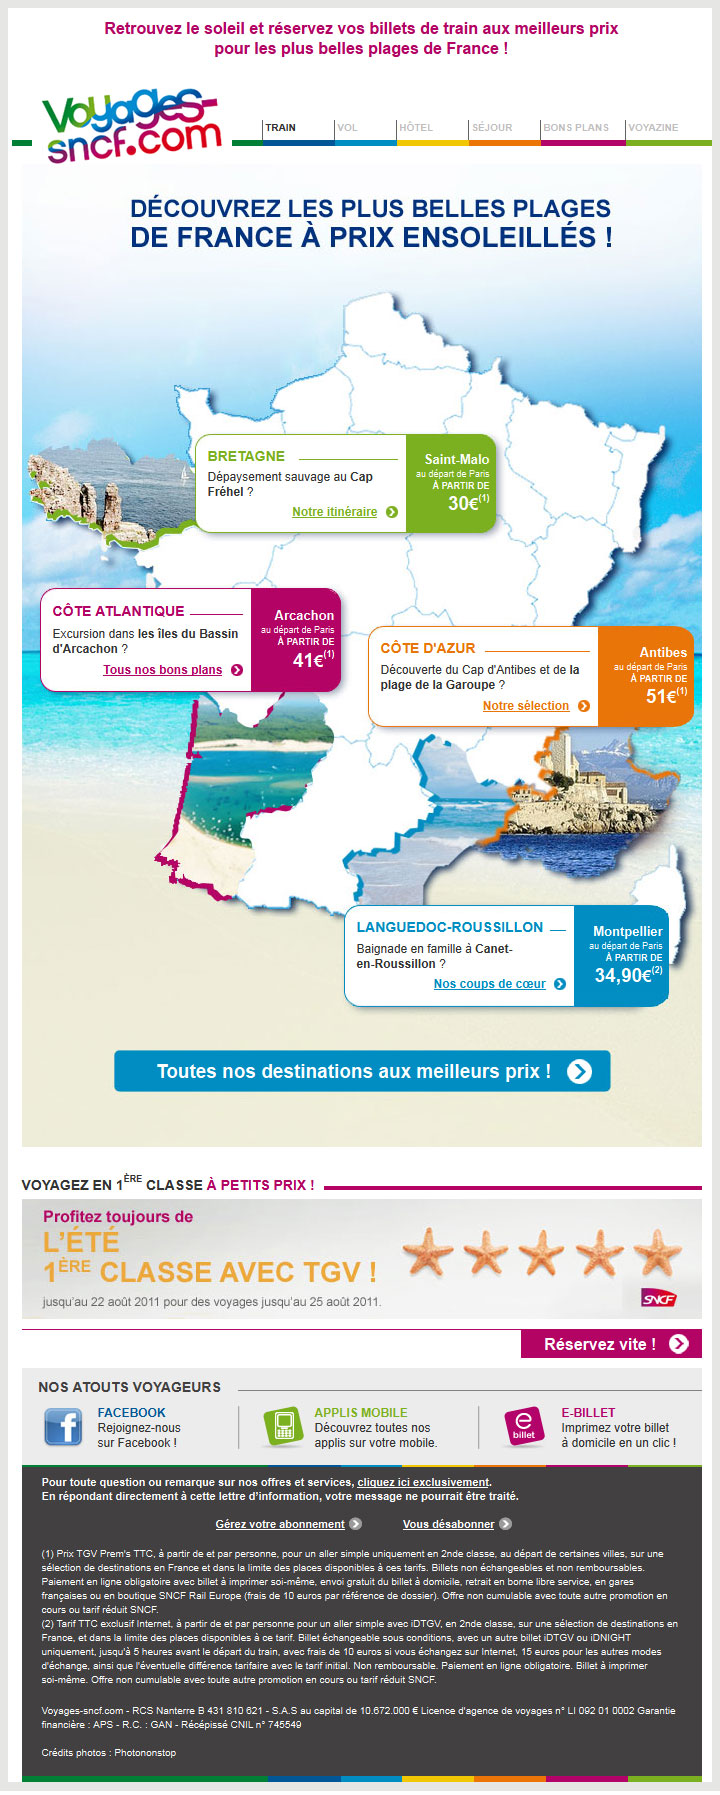 Retrouvez le soleil et réservez vos billets de train aux meilleurs prix
pour les plus belles plages de France !
Voyages-
sncf.com
TRAIN
VOL
HÔTEL
SÉJOUR
BONS PLANS
VOYAZINE
DÉCOUVREZ LES PLUS BELLES PLAGES
DE FRANCE À PRIX ENSOLEILLÉS !
BRETAGNE
Dépaysement sauvage au Cap
Fréhel ?
Notre itinéraire
Saint-Malo
au départ de Paris
À PARTIR DE
30€(1)
CÔTE ATLANTIQUE
Excursion dans les îles du Bassin
d'Arcachon ?
Tous nos bons plans
Arcachon
au départ de Paris
À PARTIR DE
41€(1)
CÔTE D'AZUR
Découverte du Cap d'Antibes et de la
plage de la Garoupe ?
Notre sélection
Antibes
au départ de Paris
À PARTIR DE
51€(1)
LANGUEDOC-ROUSSILLON
Baignade en famille à Canet-
en-Roussillon ?
Nos coups de cœur
Montpellier
au départ de Paris
À PARTIR DE
34,90€(2)
Toutes nos destinations aux meilleurs prix !
VOYAGEZ EN 1ÈRE CLASSE À PETITS PRIX !
Profitez toujours de
L'ÉTÉ
1ÈRE CLASSE AVEC TGV !
jusqu'au 22 août 2011 pour des voyages jusqu'au 25 août 2011.
SNCF
Réservez vite !
NOS ATOUTS VOYAGEURS
FACEBOOK
Rejoignez-nous
sur Facebook !
APPLIS MOBILE
Découvrez toutes nos
applis sur votre mobile.
e
billet
E-BILLET
Imprimez votre billet
à domicile en un clic !
Pour toute question ou remarque sur nos offres et services, cliquez ici exclusivement.
En répondant directement à cette lettre d'information, votre message ne pourrait être traité.
Gérez votre abonnement
Vous désabonner
(1) Prix TGV Prem's TTC, à partir de et par personne, pour un aller simple uniquement en 2nde classe, au départ de certaines villes, sur une
sélection de destinations en France et dans la limite des places disponibles à ces tarifs. Billets non échangeables et non remboursables.
Paiement en ligne obligatoire avec billet à imprimer soi-même, envoi gratuit du billet à domicile, retrait en borne libre service, en gares
françaises ou en boutique SNCF Rail Europe (frais de 10 euros par référence de dossier). Offre non cumulable avec toute autre promotion en
cours ou tarif réduit SNCF.
(2) Tarif TTC exclusif Internet, à partir de et par personne pour un aller simple avec iDTGV, en 2nde classe, sur une sélection de destinations en
France, et dans la limite des places disponibles à ce tarif. Billet échangeable sous conditions, avec un autre billet iDTGV ou iDNIGHT
uniquement, jusqu'à 5 heures avant le départ du train, avec frais de 10 euros si vous échangez sur Internet, 15 euros pour les autres modes
d'échange, ainsi que l'éventuelle différence tarifaire avec le tarif initial. Non remboursable. Paiement en ligne obligatoire. Billet à imprimer
soi-même. Offre non cumulable avec toute autre promotion en cours ou tarif réduit SNCF.
Voyages-sncf.com - RCS Nanterre B 431 810 621 - S.A.S au capital de 10.672.000 € Licence d'agence de voyages n° LI 092 01 0002 Garantie
financière : APS - R.C. : GAN - Récépissé CNIL n° 745549
Crédits photos : Photononstop